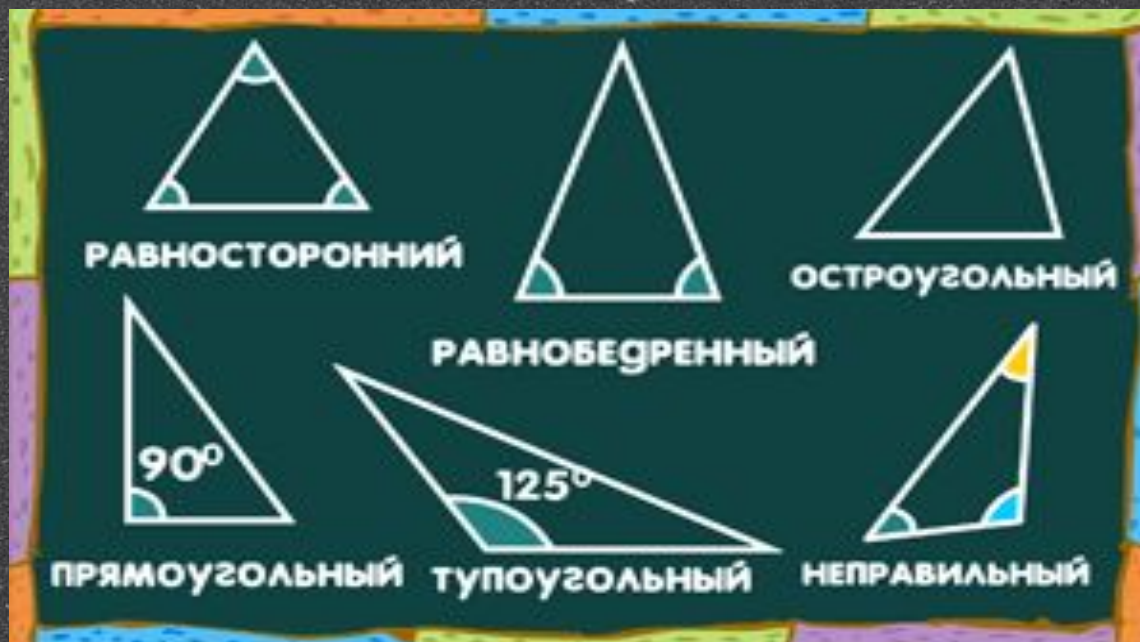 РАВНОСТОРОННИЙ
РАВНОБЕДРЕННЫЙ
ОСТРОУГОЛЬНЫЙ
90°
ПРЯМОУГОЛЬНЫЙ
125°
ТУПОУГОЛЬНЫЙ
НЕПРАВИЛЬНЫЙ